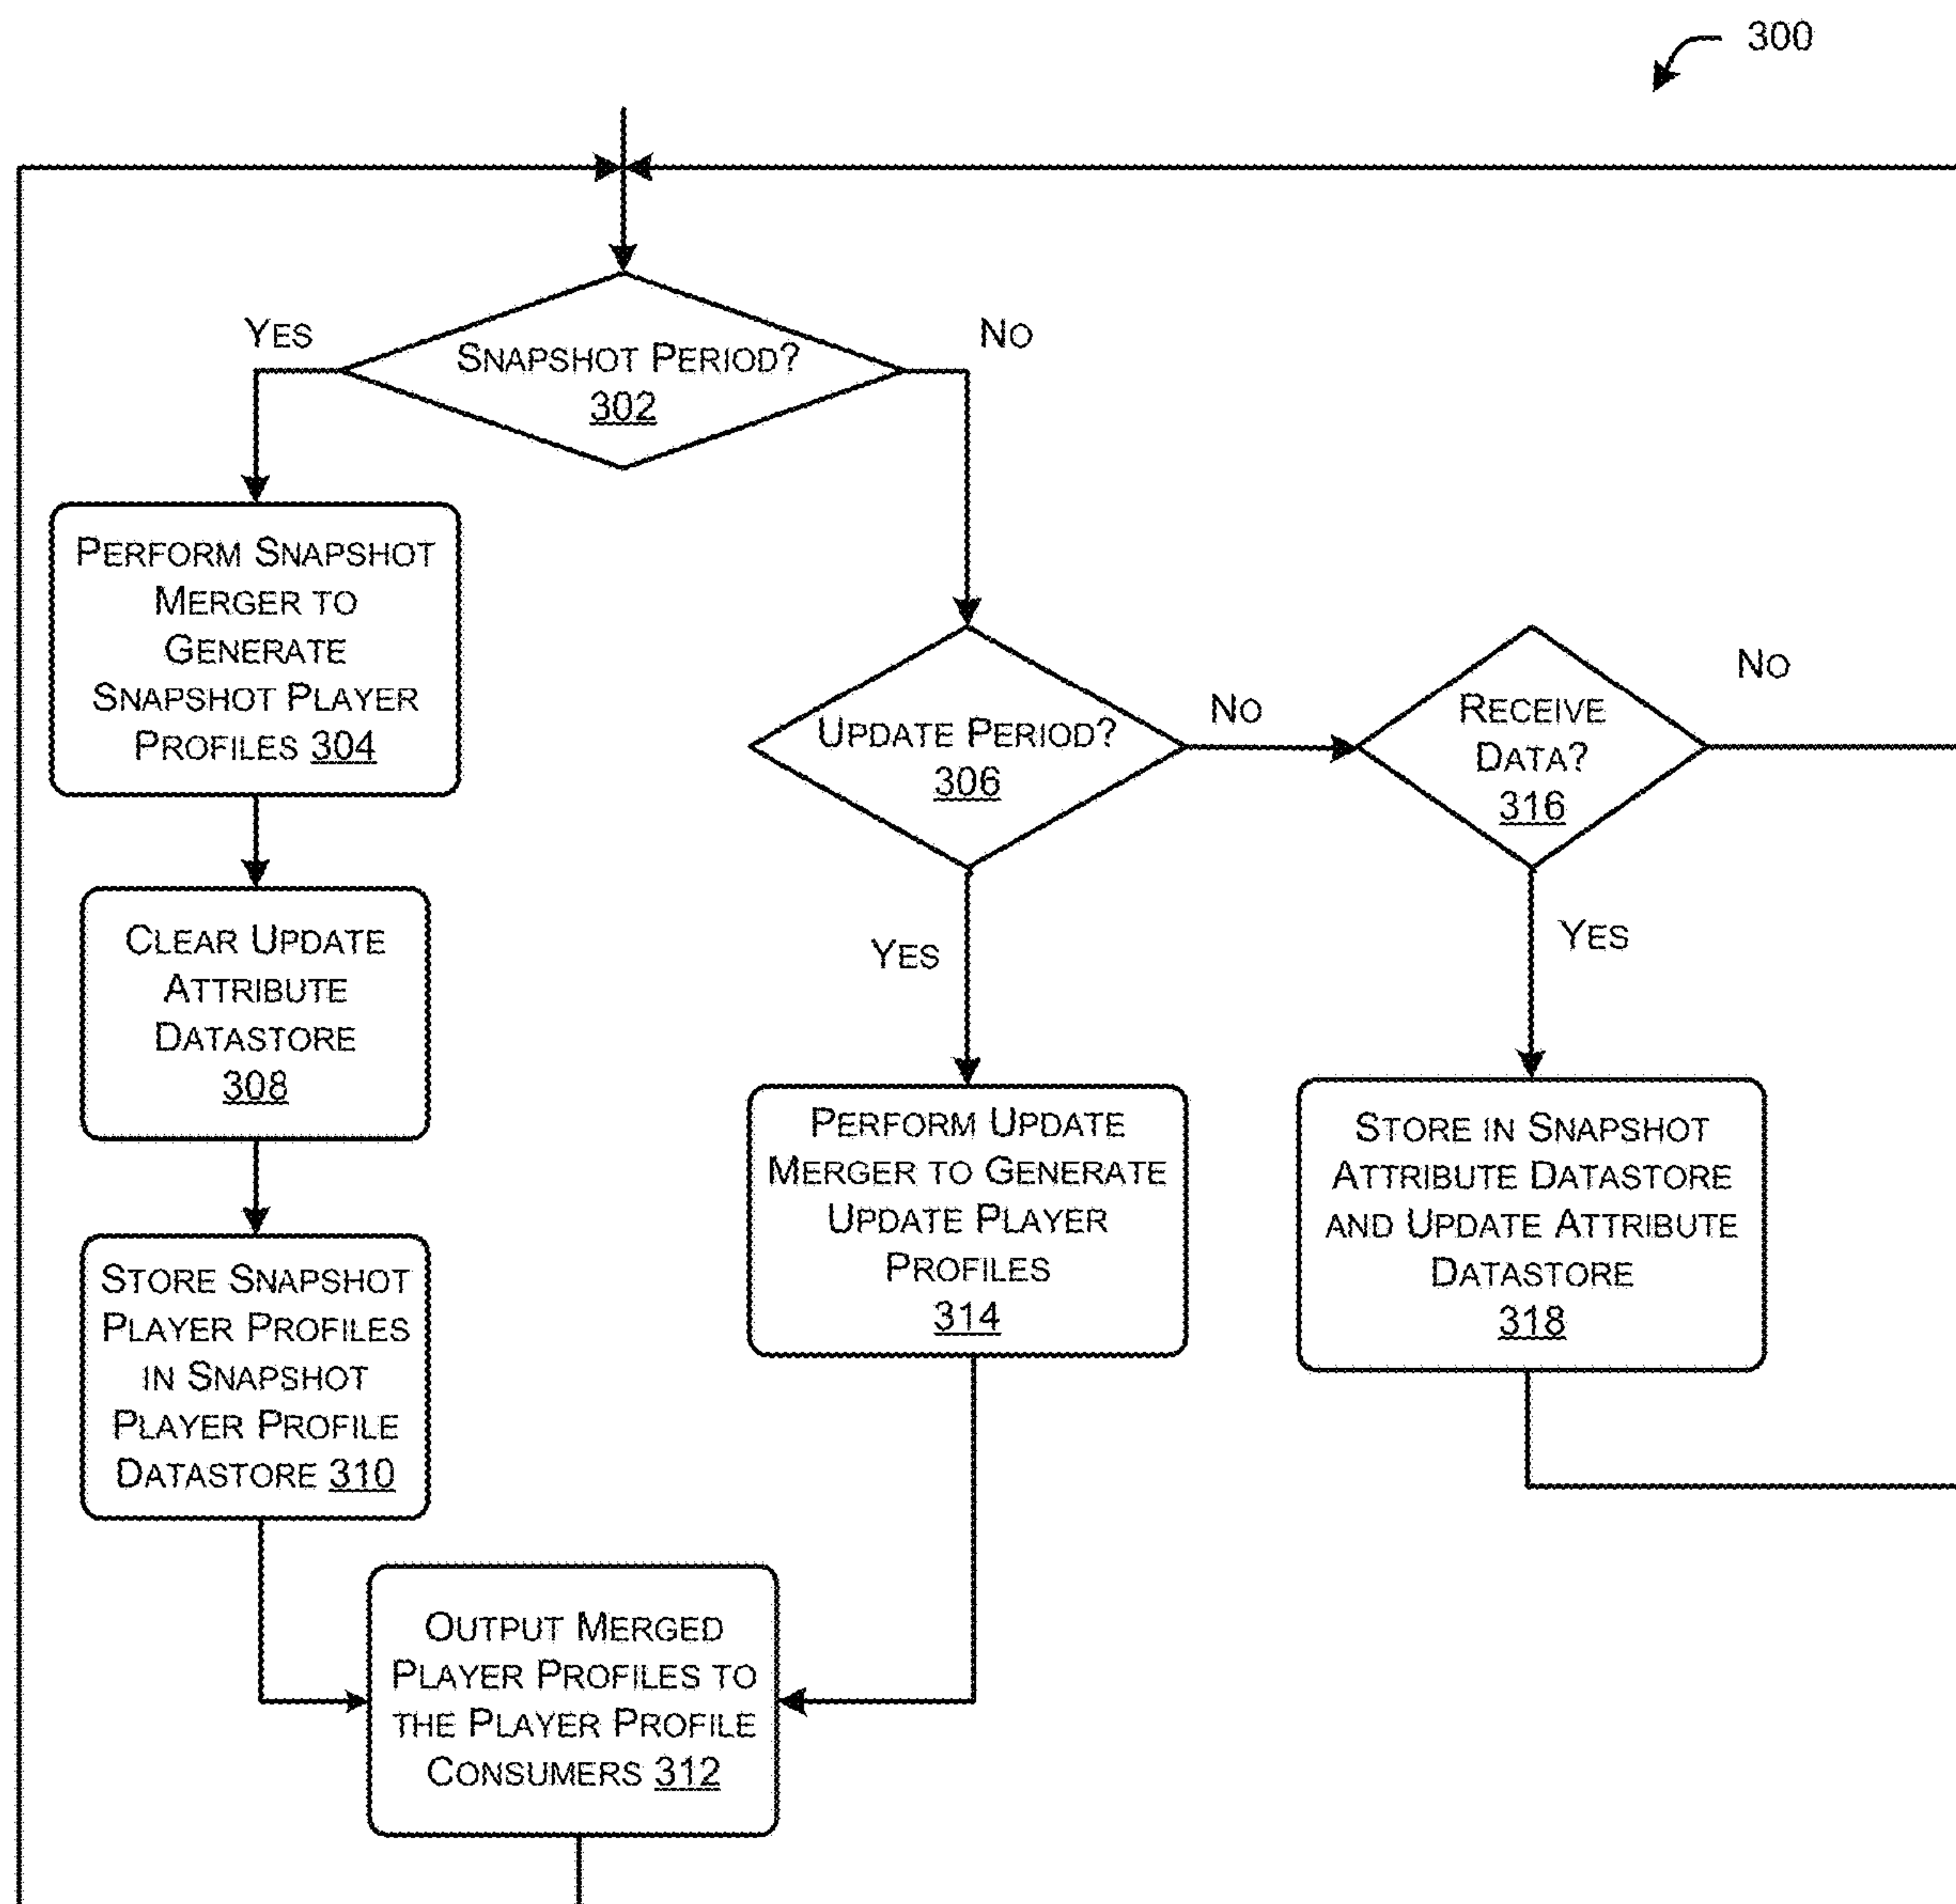 300
YES
SNAPSHOT PERIOD?
302
NO
PERFORM SNAPSHOT
MERGER TO
GENERATE
SNAPSHOT PLAYER
PROFILES 304
UPDATE PERIOD?
306
NO
RECEIVE
DATA?
316
NO
CLEAR UPDATE
ATTRIBUTE
DATASTORE
308
YES
YES
PERFORM UPDATE
MERGER TO GENERATE
UPDATE PLAYER
PROFILES
314
STORE IN SNAPSHOT
ATTRIBUTE DATASTORE
AND UPDATE ATTRIBUTE
DATASTORE
318
STORE SNAPSHOT
PLAYER PROFILES
IN SNAPSHOT
PLAYER PROFILE
DATASTORE 310
OUTPUT MERGED
PLAYER PROFILES TO
THE PLAYER PROFILE
CONSUMERS 312